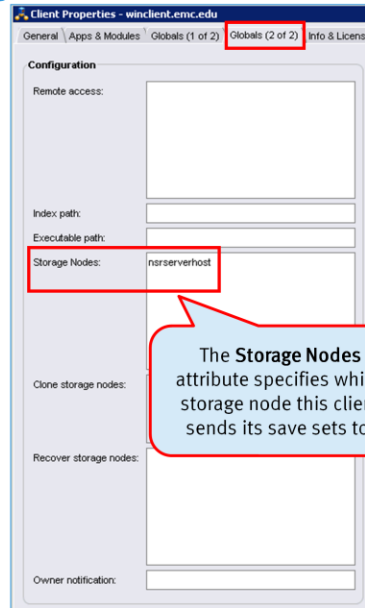 Client Properties - winclient.emc.edu
General Apps & Modules Globals (1 of 2) Globals (2 of 2) Info & Licens
Configuration
Remote access:
Index path:
Executable path:
Storage Nodes: nsrserverhost
The Storage Nodes
attribute specifies whi
storage node this clie
sends its save sets to
Clone storage nodes:
Recover storage nodes:
Owner notification: